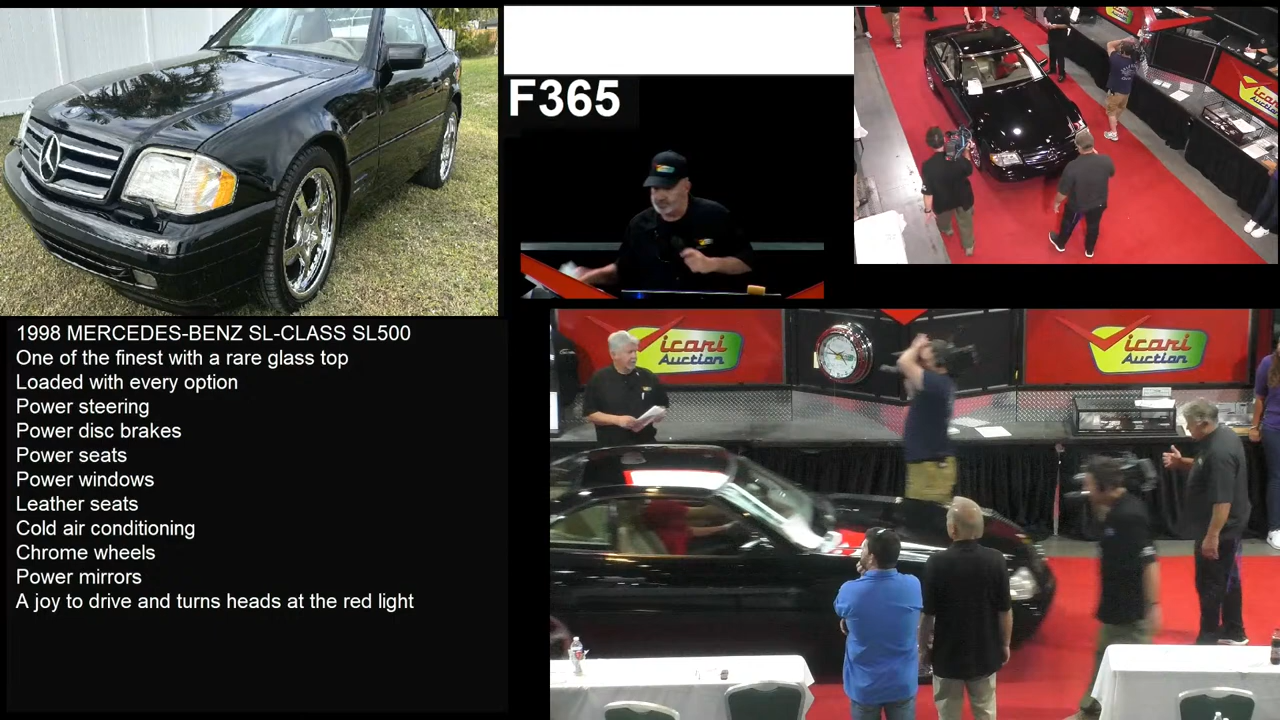 F365
1998 MERCEDES-BENZ SL-CLASS SL500
One of the finest with a rare glass top
Loaded with every option
Power steering
Power disc brakes
Power seats
Power windows
Leather seats
Cold air conditioning
Chrome wheels
Power mirrors
A joy to drive and turns heads at the red light
Vicari
Auction
Vicari
Auction
Vicari
Auction